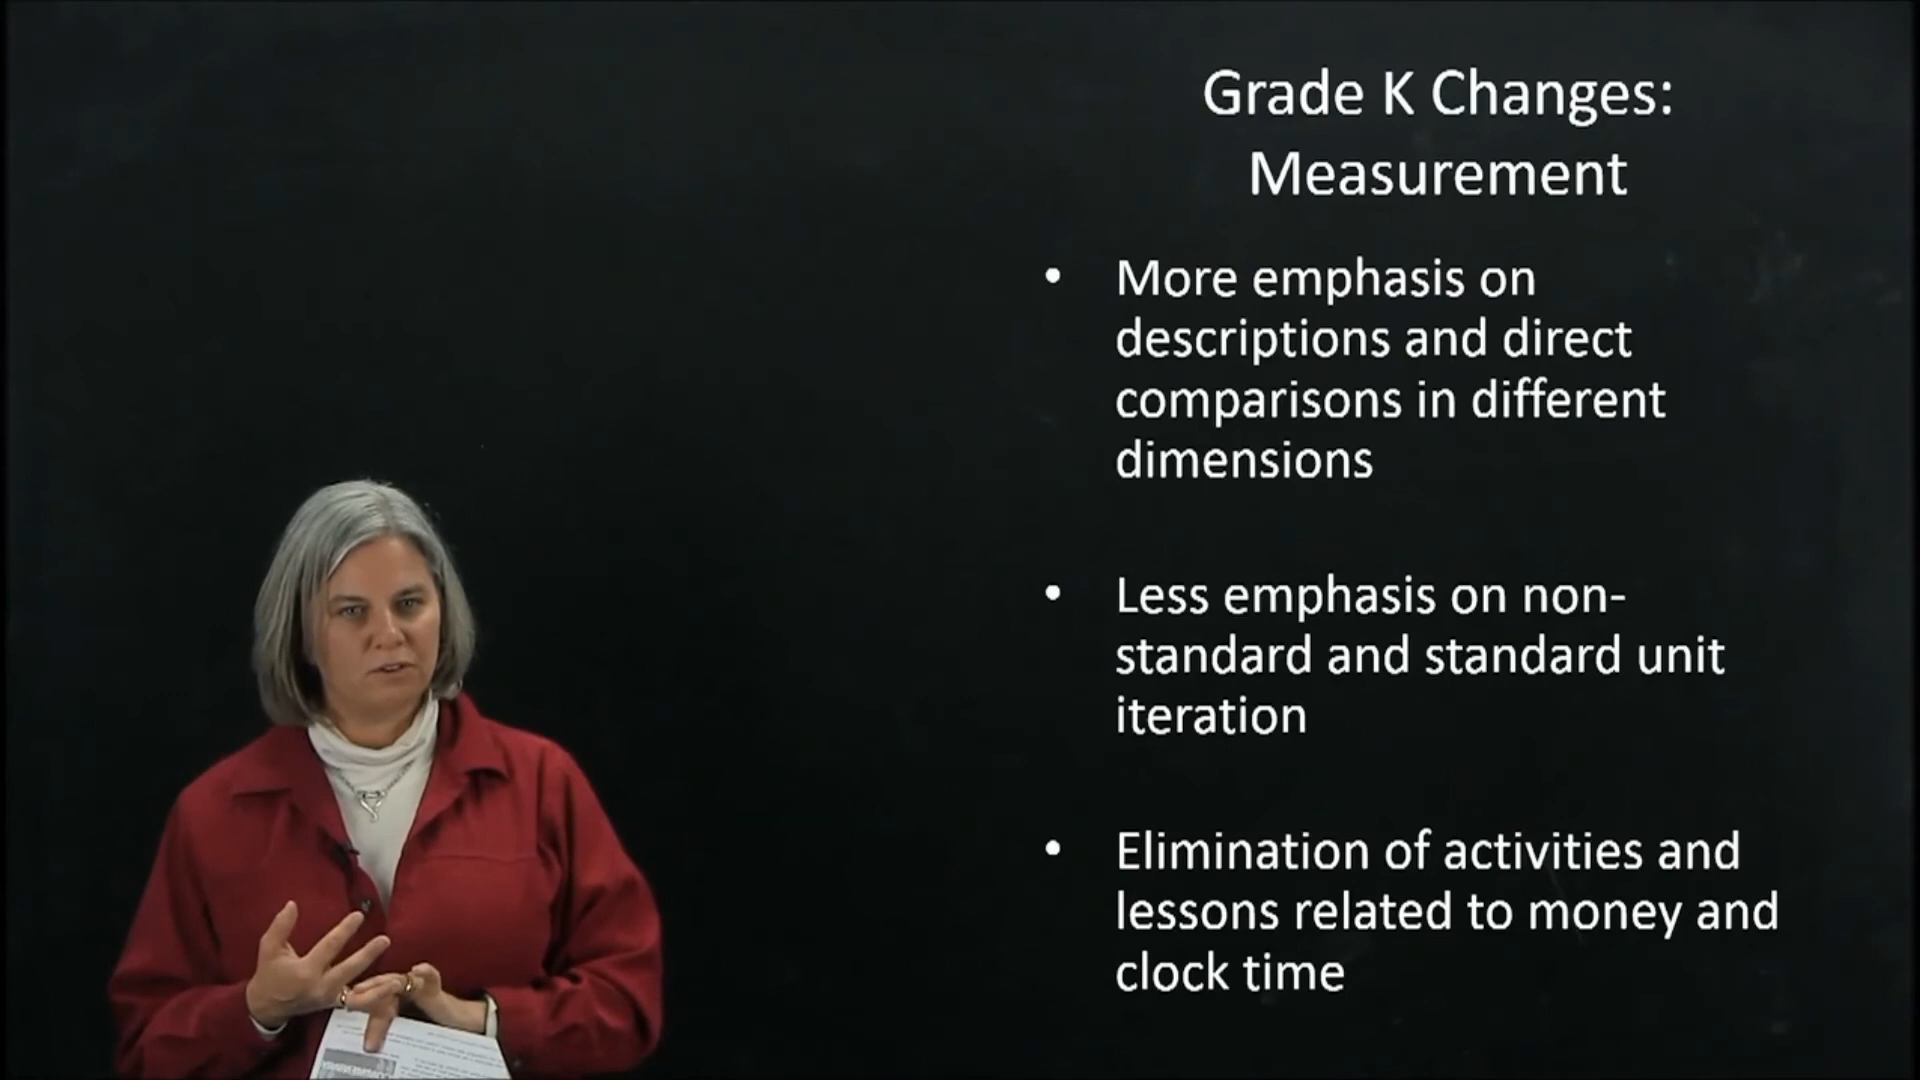 Grade K Changes:
Measurement
• More emphasis on
descriptions and direct
comparisons in different
dimensions
• Less emphasis on non-
standard and standard unit
iteration
• Elimination of activities and
lessons related to money and
clock time